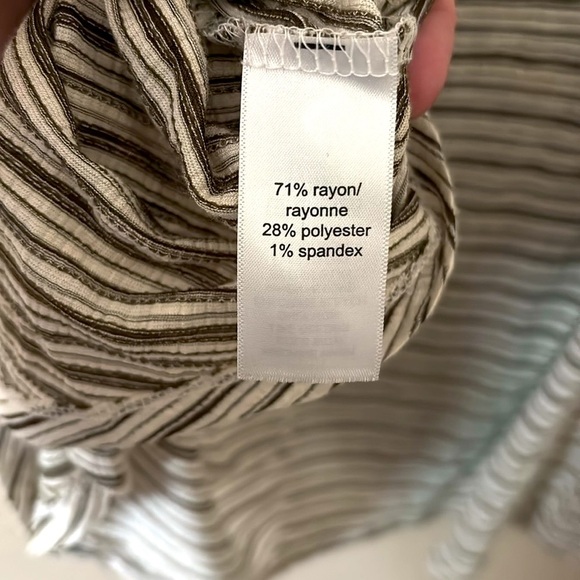 71% rayon/
rayonne
28% polyester
1% spandex